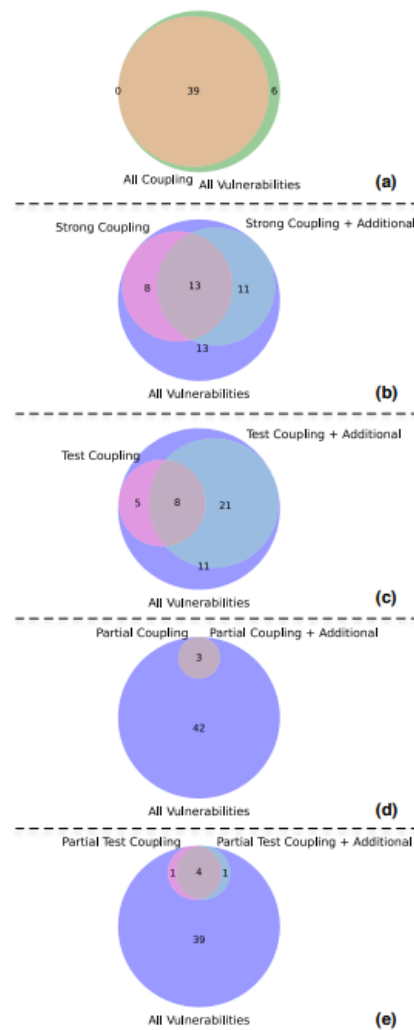 0 39 6
All Coupling All Vulnerabilities (a)
Strong Coupling Strong Coupling + Additional
8 13 11
13
All Vulnerabilities
(b)
Test Coupling Test Coupling + Additional
5 8 21
11
All Vulnerabilities (c)
Partial Coupling Partial Coupling + Additional
3
42
All Vulnerabilities (d)
Partial Test Coupling Partial Test Coupling + Additional
1 4 1
39
All Vulnerabilities (e)